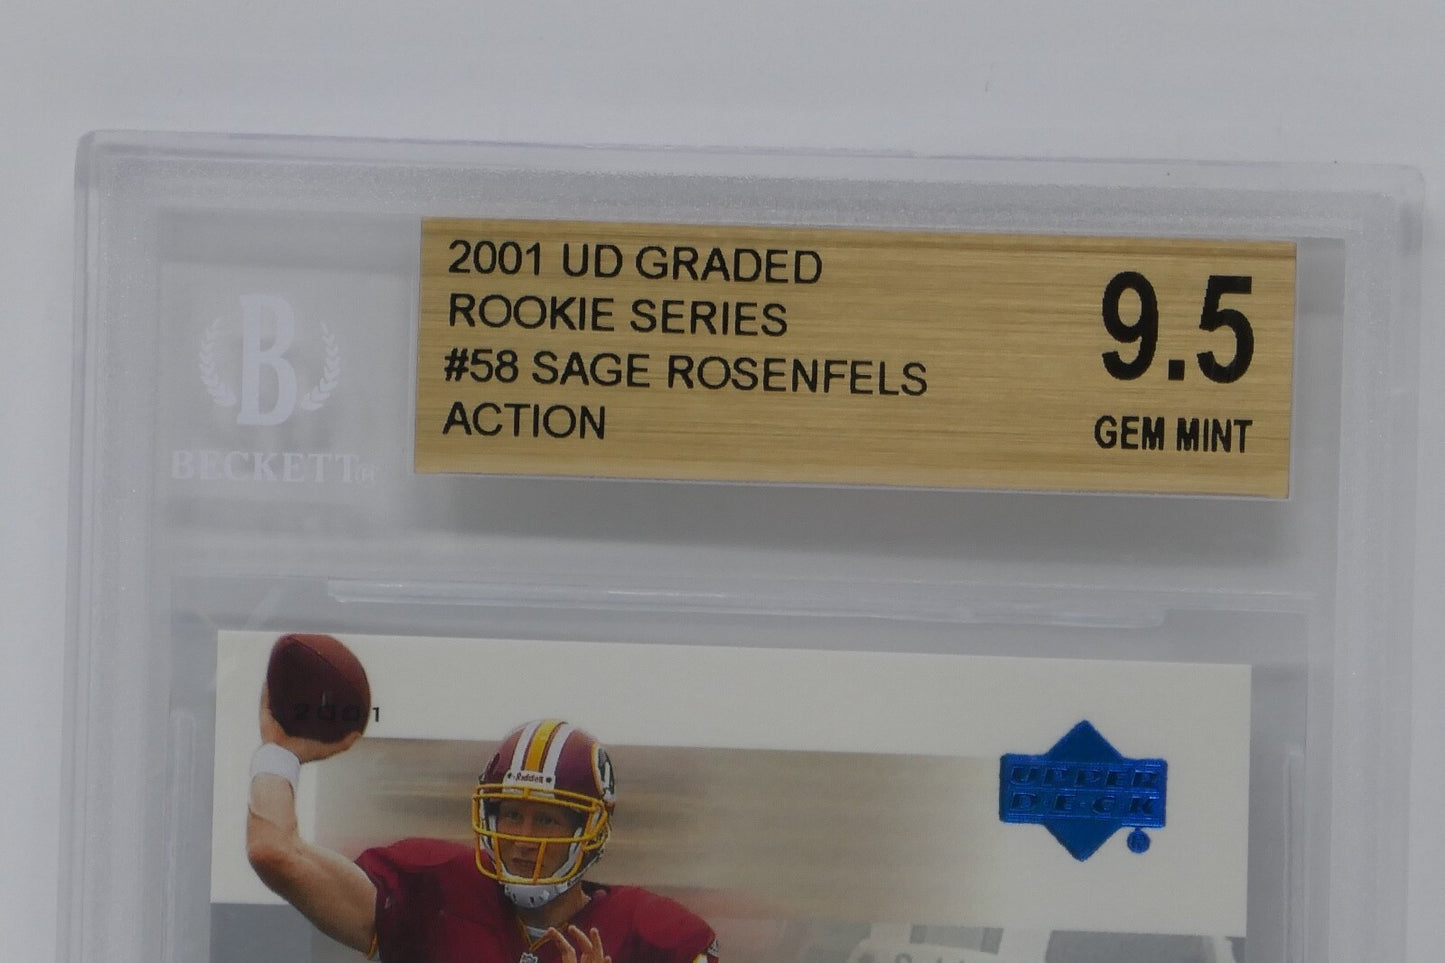 2001 UD GRADED
ROOKIE SERIES
#58 SAGE ROSENFELS
ACTION
9.5
GEM MINT
B
BECKETT®
2001
Riddell
UPPER
DECK®